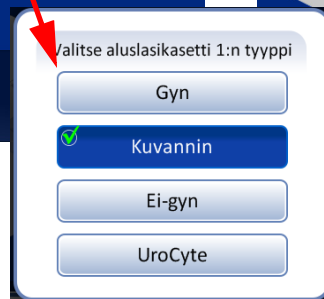 Valitse aluslasikasetti 1:n tyyppi
Gyn
Kuvannin
Ei-gyn
UroCyte